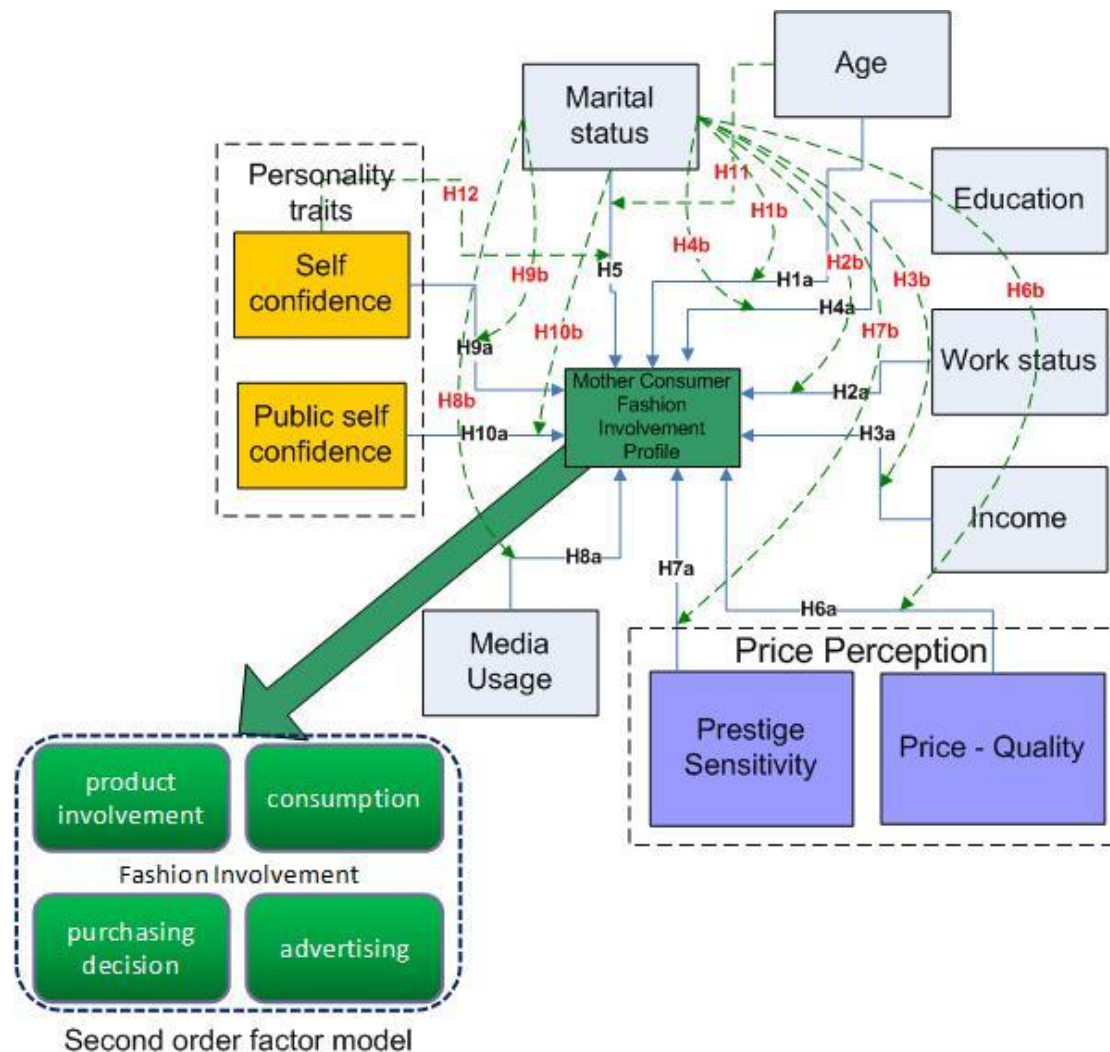 Age
Marital
status
Education
Personality
traits
H12
H11
H1b
H4b
H2b
H3b
H6b
Self
confidence
H9b
H5
H1a
H4a
H7b
H10b
H9a
Work status
H8b
Mother Consumer
Fashion
Involvement
Profile
H2a
Public self
confidence
H10a
H3a
Income
H8a
H7a
H6a
Media
Usage
Price Perception
Prestige
Sensitivity
Price - Quality
product
involvement
consumption
Fashion Involvement
purchasing
decision
advertising
Second order factor model